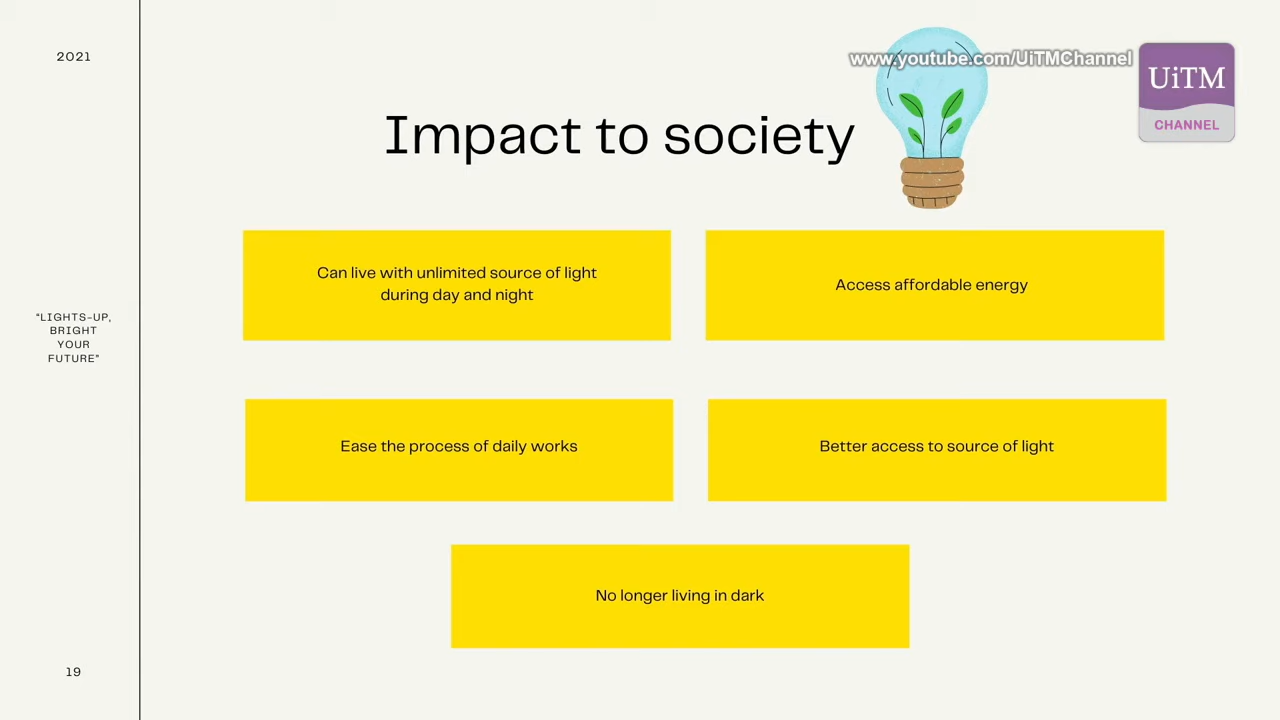 2021
www.youtube.com/UiTMChannel
UiTM
CHANNEL
Impact to society
Can live with unlimited source of light
during day and night
Access affordable energy
"LIGHTS-UP,
BRIGHT
YOUR
FUTURE"
Ease the process of daily works
Better access to source of light
No longer living in dark
19